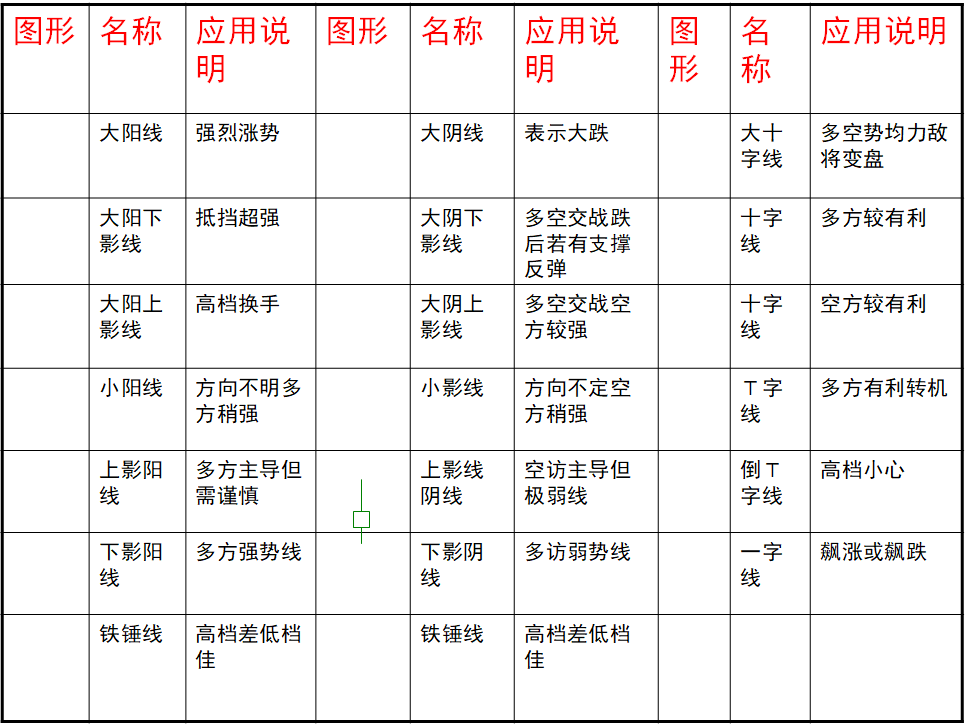 图形 名称 应用说明 图形 名称 应用说明 图形 名称 应用说明
大阳线 强烈涨势 大阴线 表示大跌 大十字线 多空势均力敌将变盘
大阳下影线 抵挡超强 大阴下影线 多空交战跌后若有支撑反弹 十字线 多方较有利
大阳上影线 高档换手 大阴上影线 多空交战空方较强 十字线 空方较有利
小阳线 方向不明多方稍强 小影线 方向不定空方稍强 T字线 多方有利转机
上影阳线 多方主导但需谨慎 上影线阴线 空访主导但极弱线 倒T字线 高档小心
下影阳线 多方强势线 下影阴线 多访弱势线 一字线 飙涨或飙跌
铁锤线 高档差低档佳 铁锤线 高档差低档佳